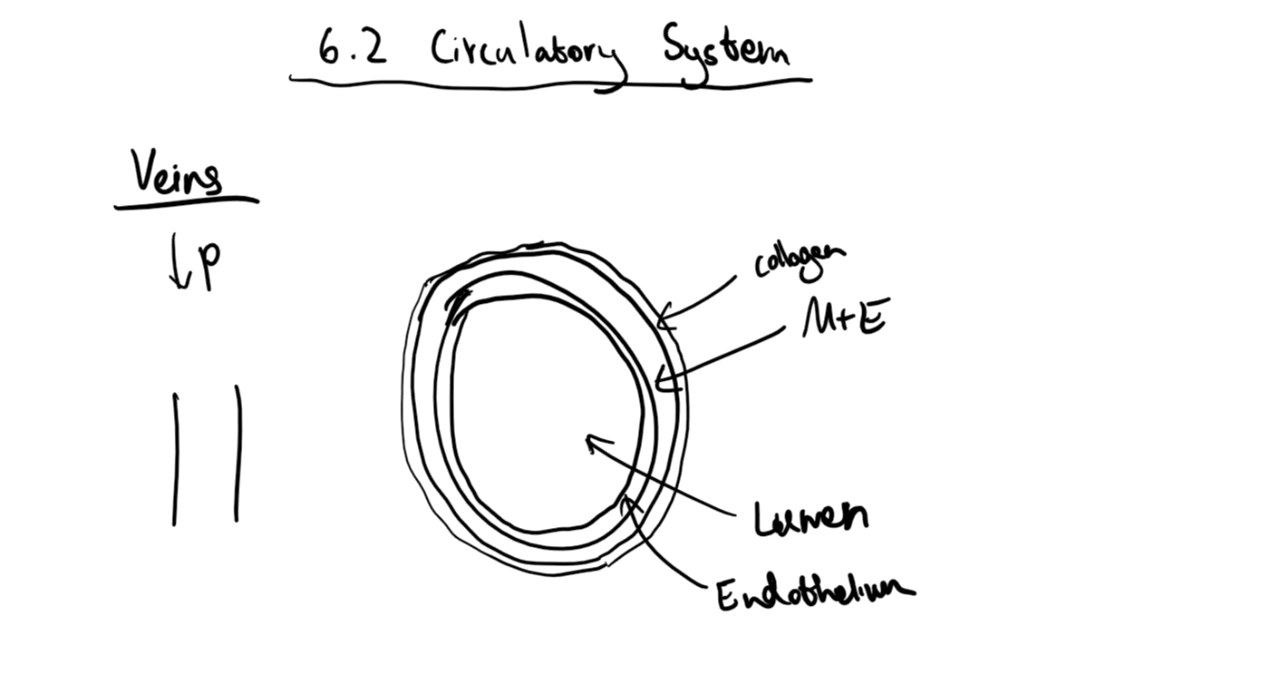 6.2 Circulatory System
Veins
↓P
collagen
M+E
Lumen
Endothelium